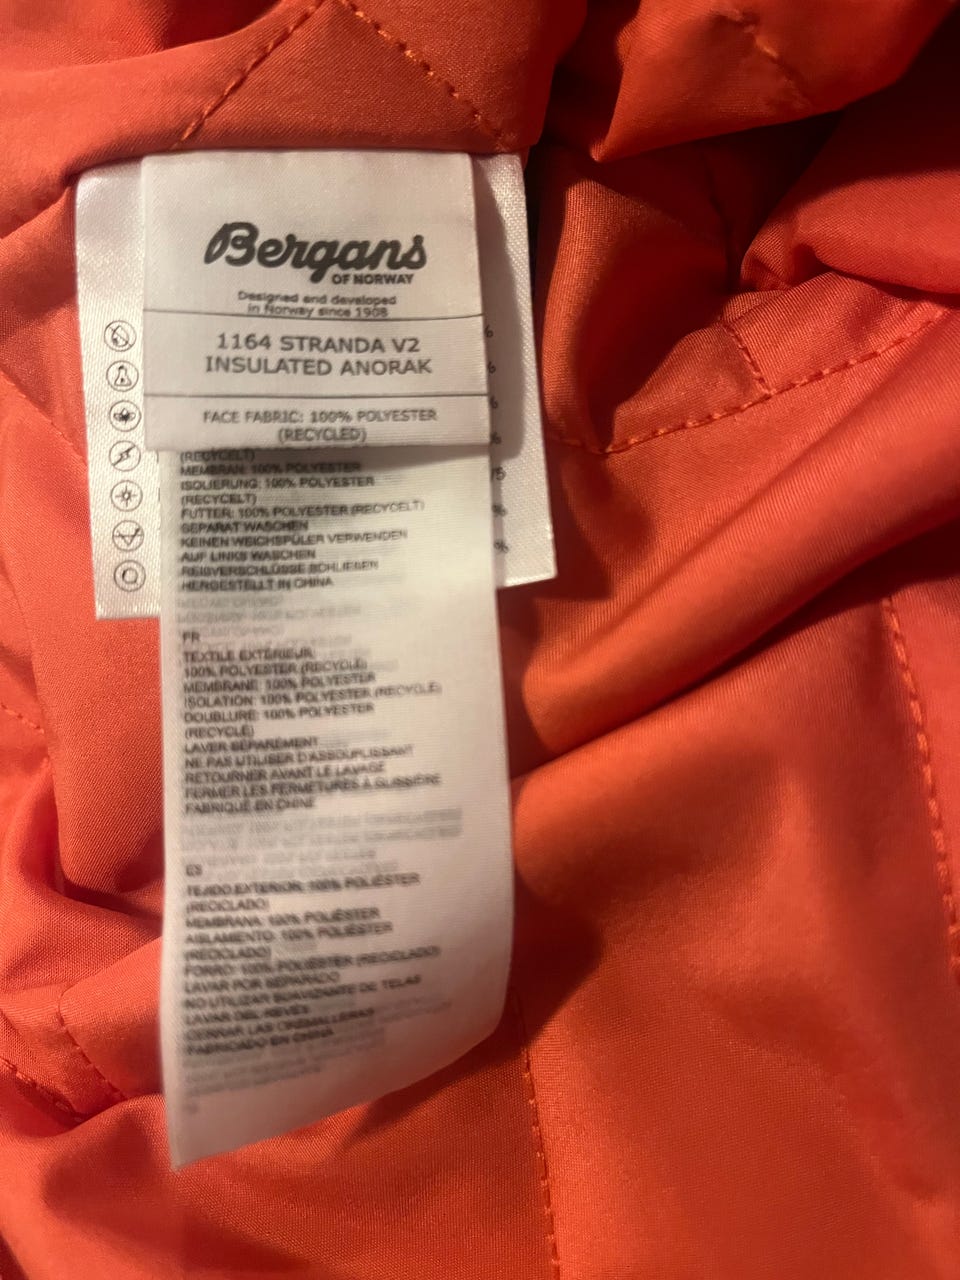 Bergans
OF NORWAY
Designed and developed
in Norway since 1908
1164 STRANDA V2
INSULATED ANORAK
FACE FABRIC: 100% POLYESTER
(RECYCLED)
(RECYCELT)
MEMBRAN: 100% POLYESTER
ISOLIERUNG: 100% POLYESTER
(RECYCELT)
FUTTER: 100% POLYESTER (RECYCELT)
SEPARAT WASCHEN
KEINEN WEICHSPÜLER VERWENDEN
AUF LINKS WASCHEN
REIßVERSCHLÜSSE SCHLIEßEN
HERGESTELLT IN CHINA
FR
TEXTILE EXTÉRIEUR:
100% POLYESTER (RECYCLÉ)
MEMBRANE: 100% POLYESTER
ISOLATION: 100% POLYESTER (RECYCLÉ)
DOUBLURE: 100% POLYESTER
(RECYCLÉ)
LAVER SÉPARÉMENT
NE PAS UTILISER D'ASSOUPLISSANT
RETOURNER AVANT LE LAVAGE
FERMER LES FERMETURES À GLISSIÈRE
FABRIQUÉ EN CHINE
ES
TEJIDO EXTERIOR: 100% POLIÉSTER
(RECICLADO)
MEMBRANA: 100% POLIÉSTER
AISLAMIENTO: 100% POLIÉSTER
(RECICLADO)
FORRO: 100% POLIÉSTER (RECICLADO)
LAVAR POR SEPARADO
NO UTILIZAR SUAVIZANTE DE TELAS
LAVAR DEL REVÉS
CERRAR LAS CREMALLERAS
FABRICADO EN CHINA